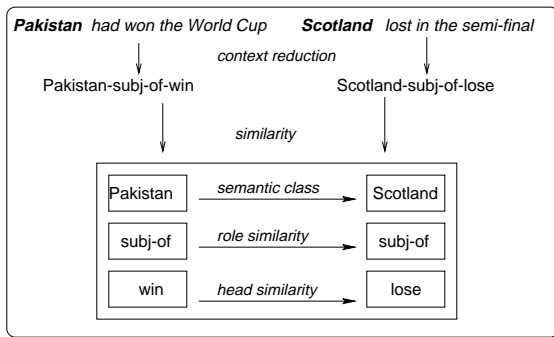 Pakistan had won the World Cup Scotland lost in the semi-final
context reduction
Pakistan-subj-of-win Scotland-subj-of-lose
similarity
Pakistan semantic class Scotland
subj-of role similarity subj-of
win head similarity lose